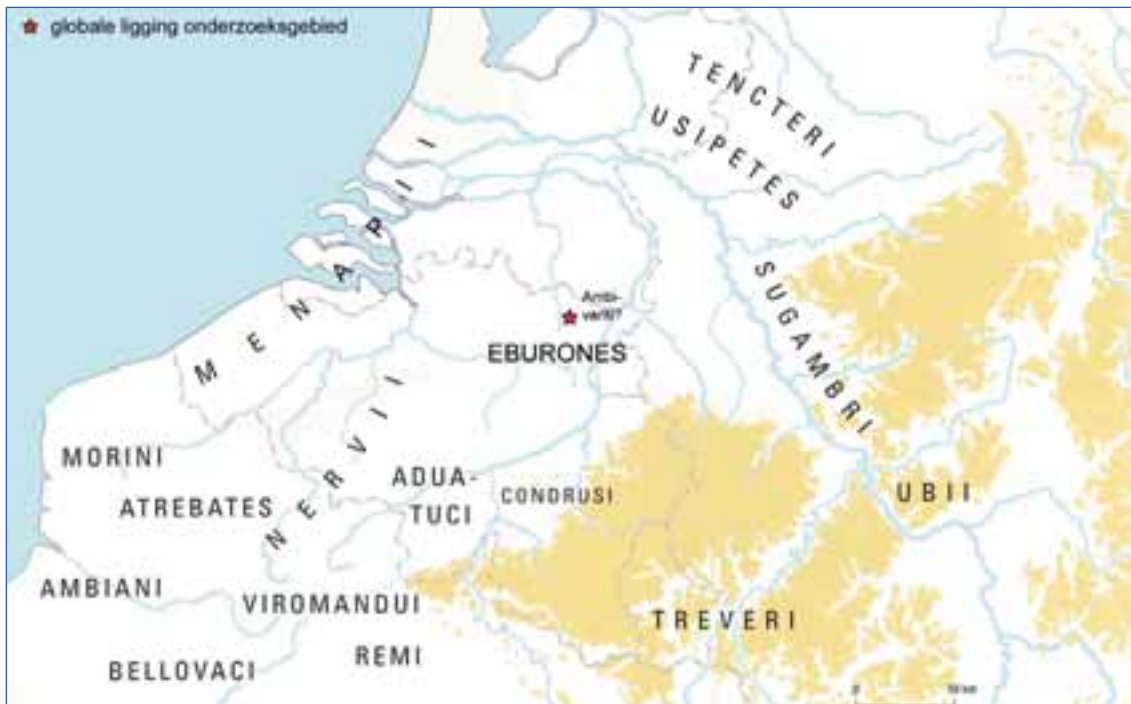 globale ligging onderzoeksgebied
TENCTERI
USIPETES
MENAPII
Ambi-
variti?
SUGAMBRI
EBURONES
NERVII
MORINI
ADUA-
TUCI
CONDRUSI
UBII
ATREBATES
AMBIANI
VIROMANDUI
TREVERI
REMI
BELLOVACI
0